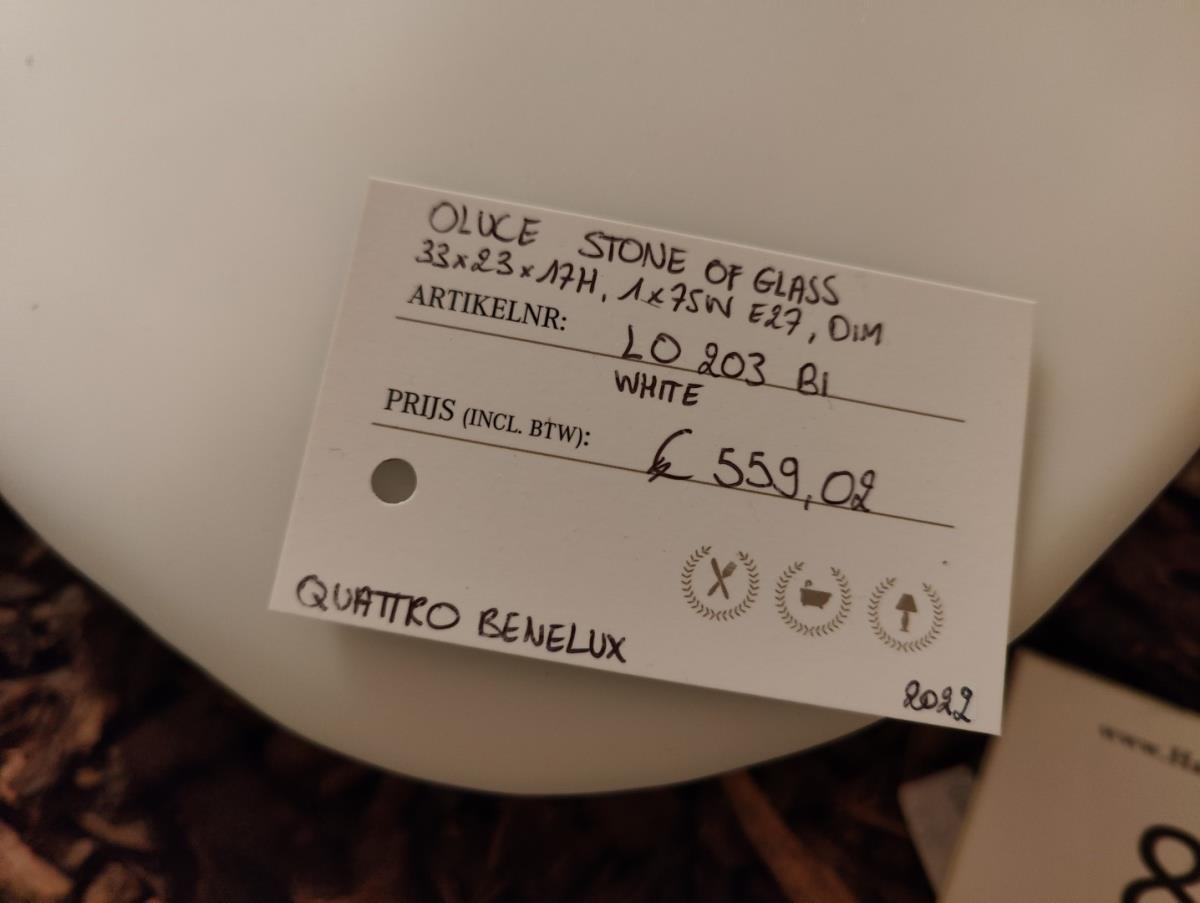 OLUCE STONE OF GLASS
33x23x17H, 1x75W E27, DIM
ARTIKELNR: LO 203 BI
WHITE
PRIJS (INCL. BTW): € 559,02
QUATTRO BENELUX
2022
8